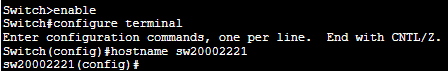 Switch>enable
Switch#configure terminal
Enter configuration commands, one per line.  End with CNTL/Z.
Switch(config)#hostname sw20002221
sw20002221(config)#